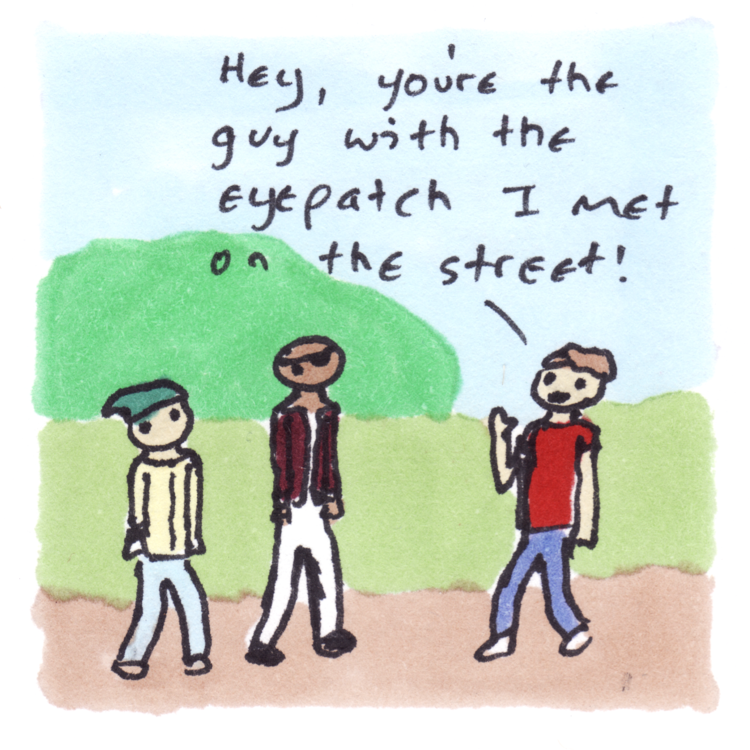 Hey, you're the
guy with the
eyepatch I met
on the street!